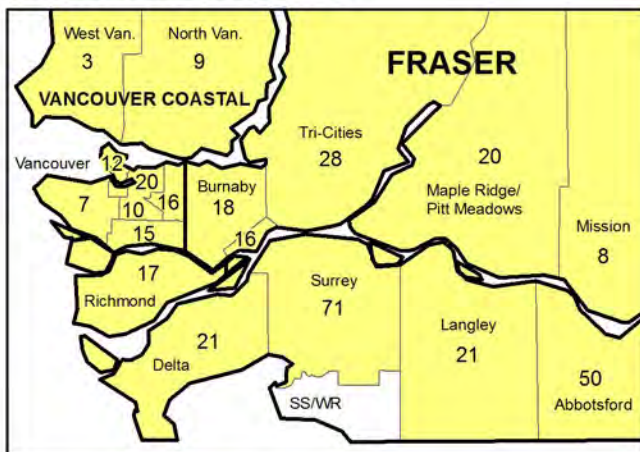 West Van.
3
North Van.
9
VANCOUVER COASTAL
FRASER
Vancouver
12
20
7
10
16
15
Burnaby
18
16
Tri-Cities
28
20
Maple Ridge/
Pitt Meadows
Mission
8
17
Richmond
Surrey
71
21
Delta
Langley
21
SS/WR
50
Abbotsford